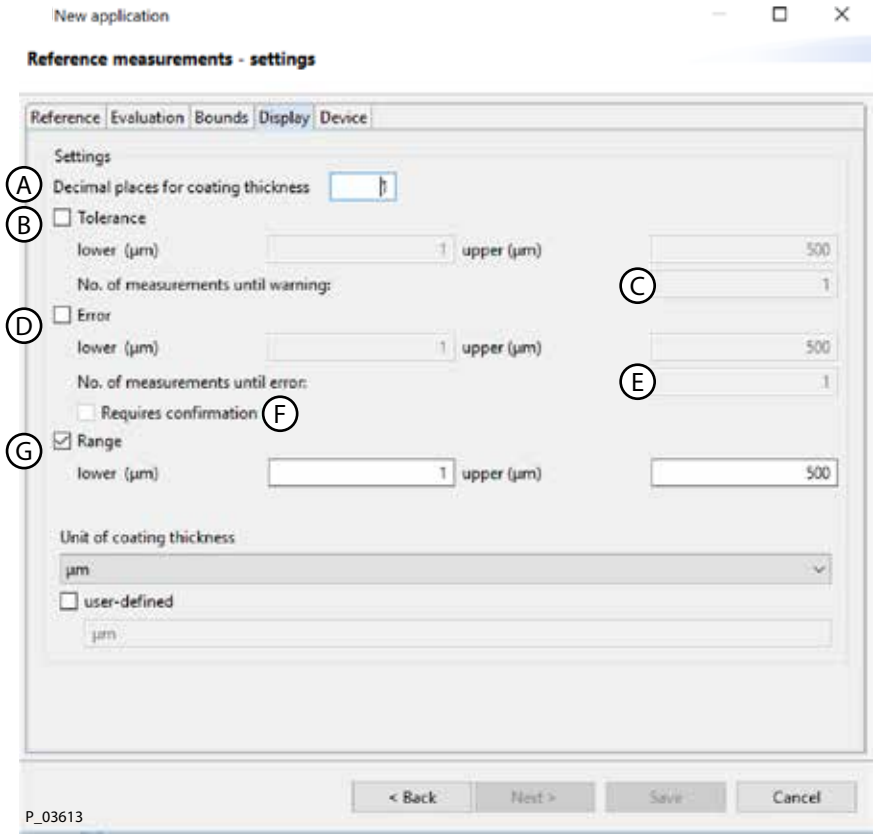 New application
Reference measurements - settings
Reference Evaluation Bounds Display Device
Settings
A Decimal places for coating thickness 1
B Tolerance
lower (µm) 1 upper (µm) 500
No. of measurements until warning: C 1
D Error
lower (µm) 1 upper (µm) 500
No. of measurements until error: E 1
Requires confirmation F
G Range
lower (µm) 1 upper (µm) 500
Unit of coating thickness
µm
user-defined
µm
< Back Next > Save Cancel
P_03613